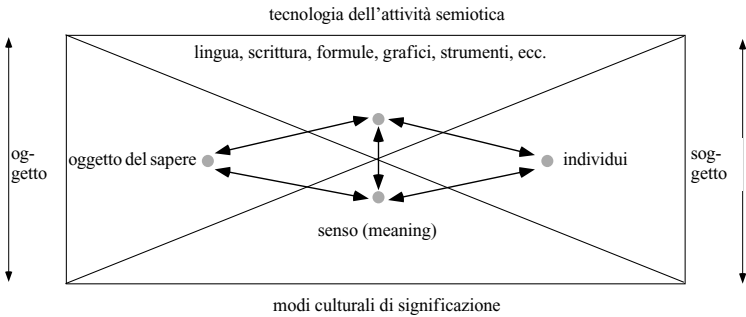 tecnologia dell’attività semiotica
lingua, scrittura, formule, grafici, strumenti, ecc.
og-
getto
oggetto del sapere
individui
sog-
getto
senso (meaning)
modi culturali di significazione